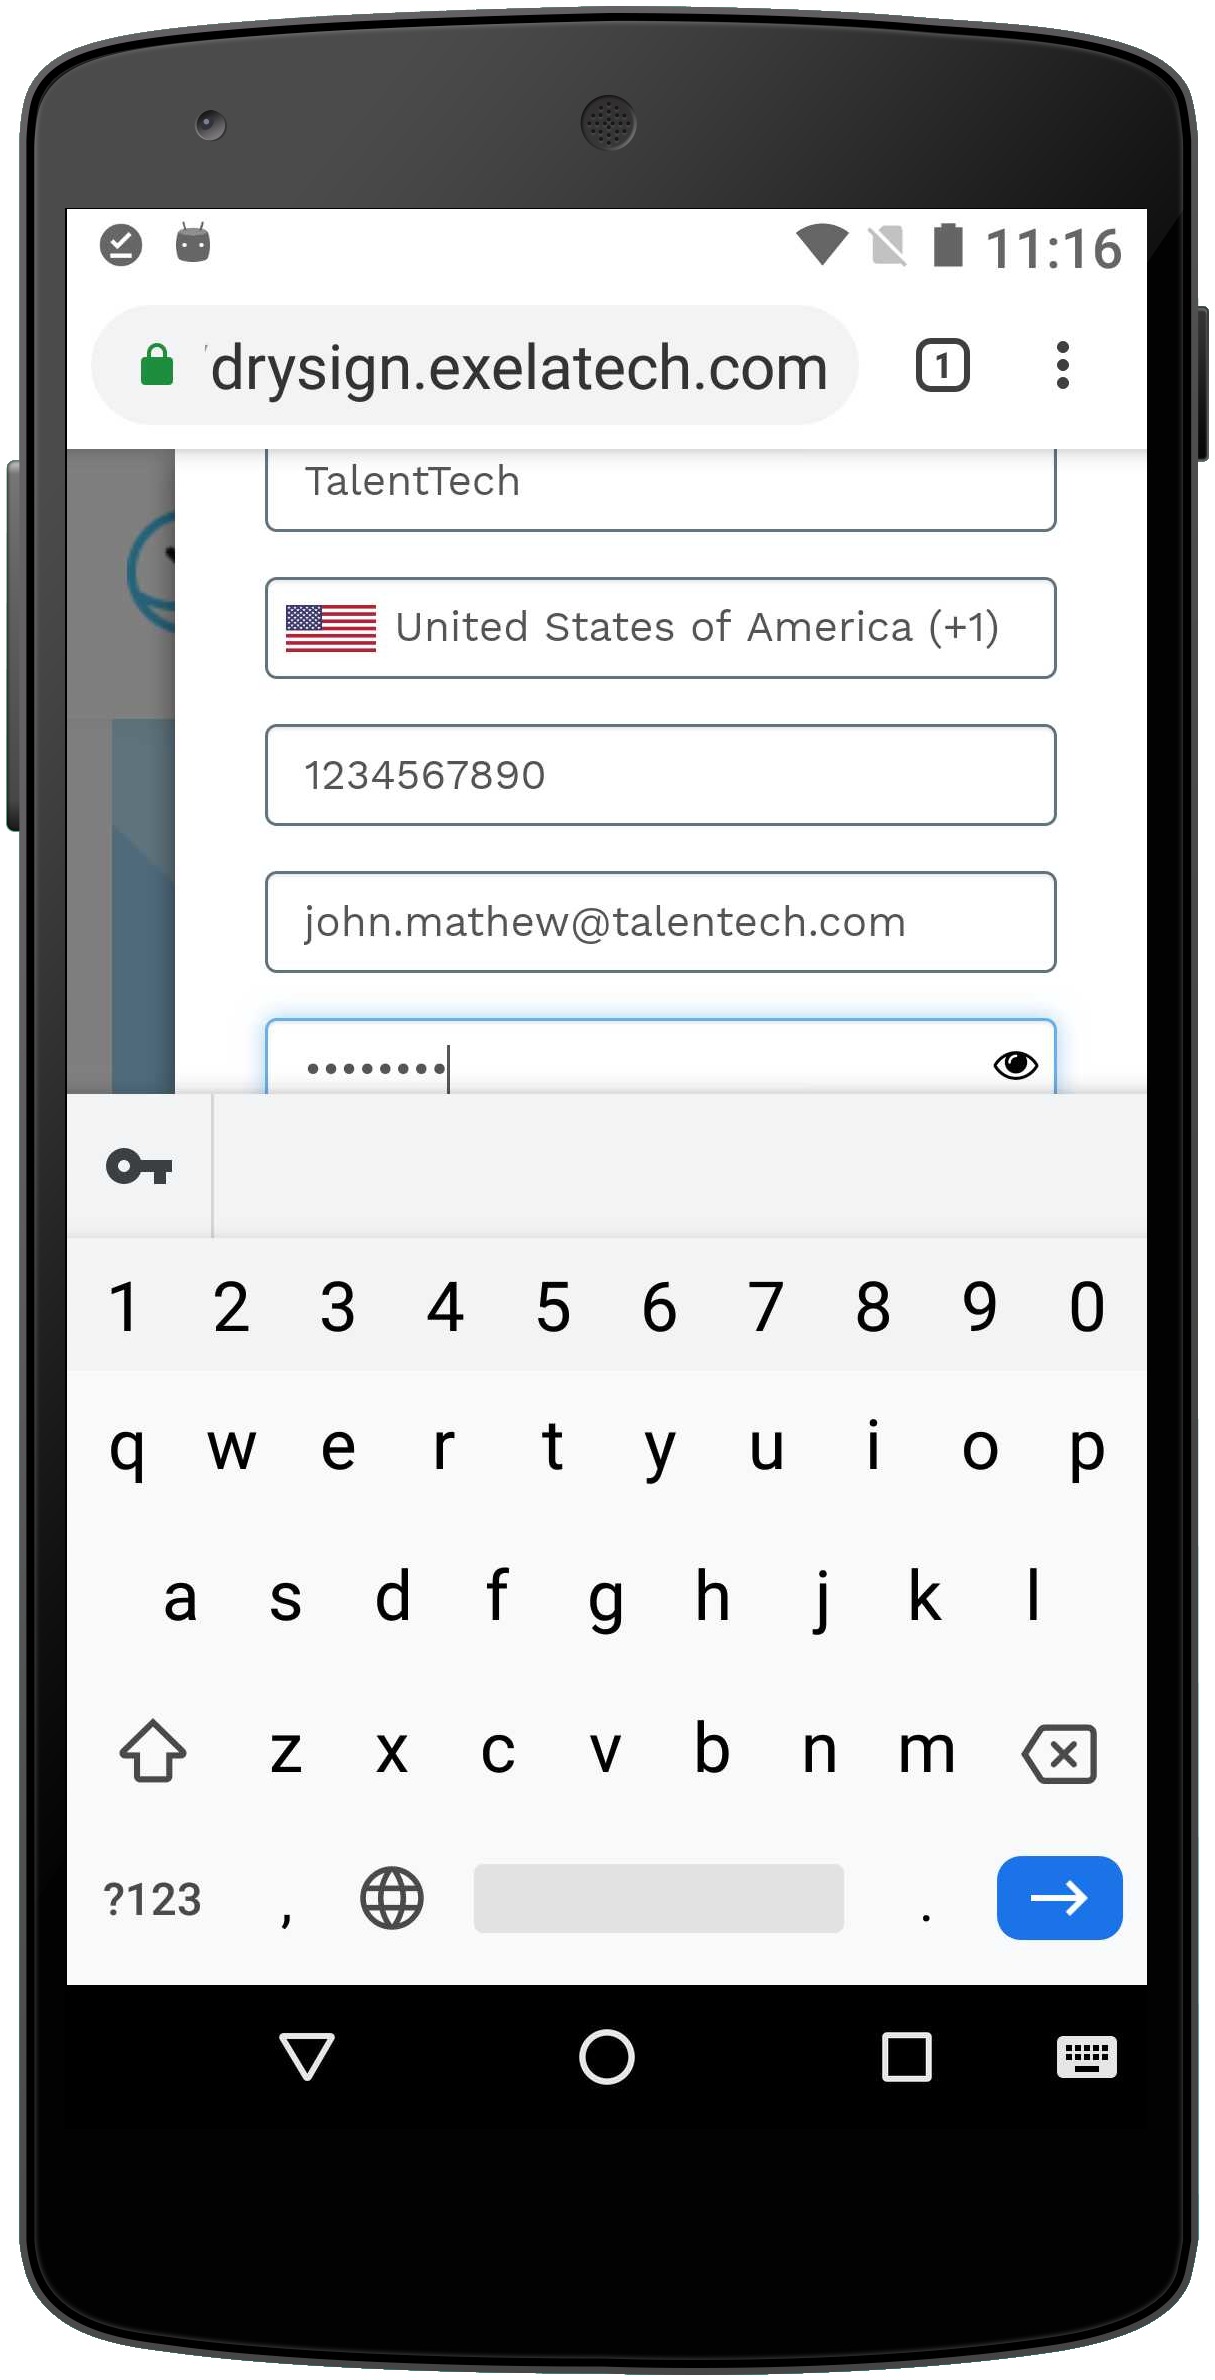 11:16
drysign.exelatech.com
1
TalentTech
United States of America (+1)
1234567890
john.mathew@talentech.com
••••••••
1 2 3 4 5 6 7 8 9 0
q w e r t y u i o p
a s d f g h j k l
z x c v b n m
?123 , .